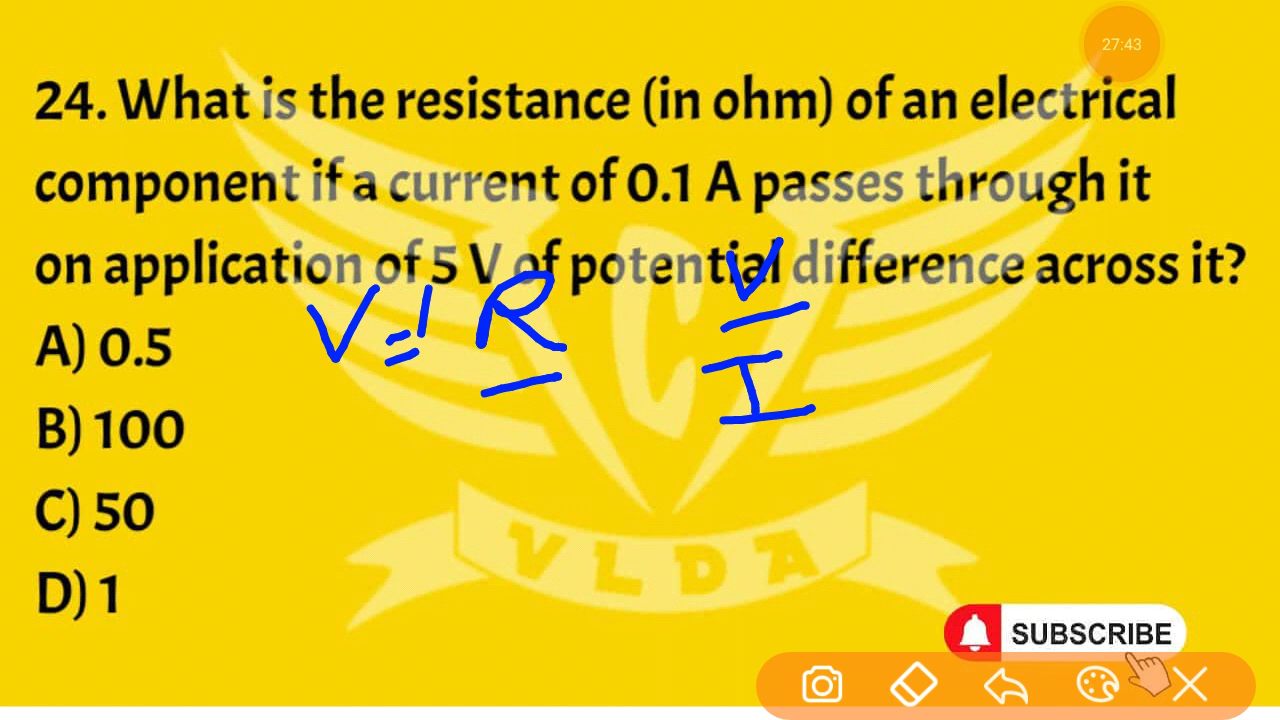 27:43
24. What is the resistance (in ohm) of an electrical
component if a current of 0.1 A passes through it
on application of 5 V of potential difference across it?
V=IR
V
I
A) 0.5
B) 100
C) 50
D) 1
C
VLDA
SUBSCRIBE